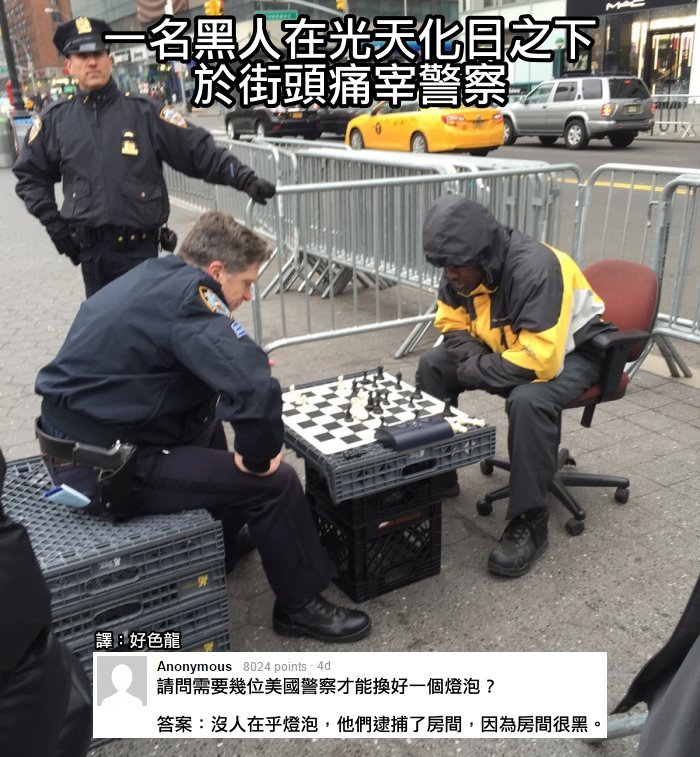 一名黑人在光天化日之下
於街頭痛宰警察
MAC
譯：好色龍
Anonymous 8024 points · 4d
請問需要幾位美國警察才能換好一個燈泡？
答案：沒人在乎燈泡，他們逮捕了房間，因為房間很黑。